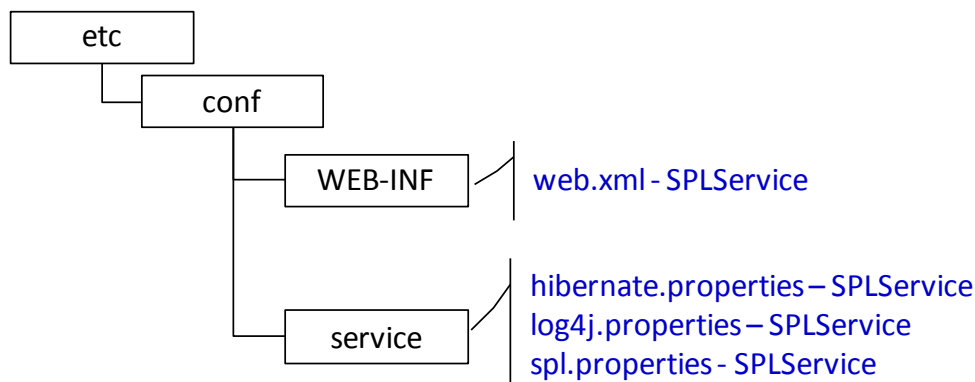 etc
conf
WEB-INF
web.xml - SPLService
hibernate.properties – SPLService
log4j.properties – SPLService
service
spl.properties - SPLService